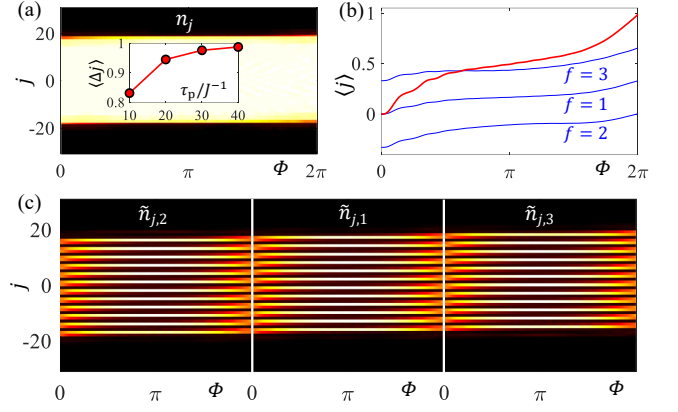 (a)
n_j
20
0
-20
j
1
0.9
0.8
⟨Δj⟩
τ_p/J^{-1}
10 20 30 40
0 π Φ 2π
(b)
1
0.5
0
⟨j⟩
f = 3
f = 1
f = 2
0 π Φ 2π
(c)
ñ_{j,2} ñ_{j,1} ñ_{j,3}
20
0
-20
j
0 π Φ 0 π Φ 0 π Φ